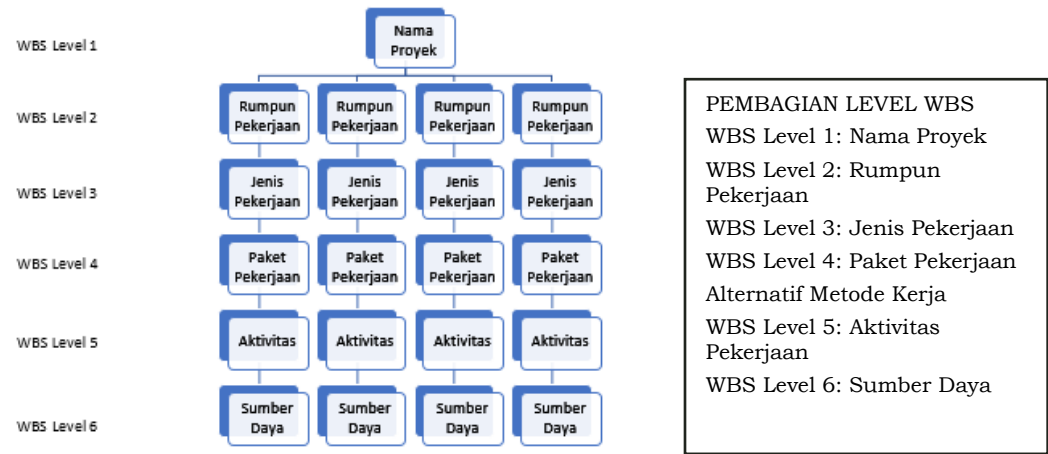 WBS Level 1
Nama
Proyek
WBS Level 2
Rumpun
Pekerjaan
Rumpun
Pekerjaan
Rumpun
Pekerjaan
Rumpun
Pekerjaan
WBS Level 3
Jenis
Pekerjaan
Jenis
Pekerjaan
Jenis
Pekerjaan
Jenis
Pekerjaan
WBS Level 4
Paket
Pekerjaan
Paket
Pekerjaan
Paket
Pekerjaan
Paket
Pekerjaan
WBS Level 5
Aktivitas
Aktivitas
Aktivitas
Aktivitas
WBS Level 6
Sumber
Daya
Sumber
Daya
Sumber
Daya
Sumber
Daya
PEMBAGIAN LEVEL WBS
WBS Level 1: Nama Proyek
WBS Level 2: Rumpun
Pekerjaan
WBS Level 3: Jenis Pekerjaan
WBS Level 4: Paket Pekerjaan
Alternatif Metode Kerja
WBS Level 5: Aktivitas
Pekerjaan
WBS Level 6: Sumber Daya